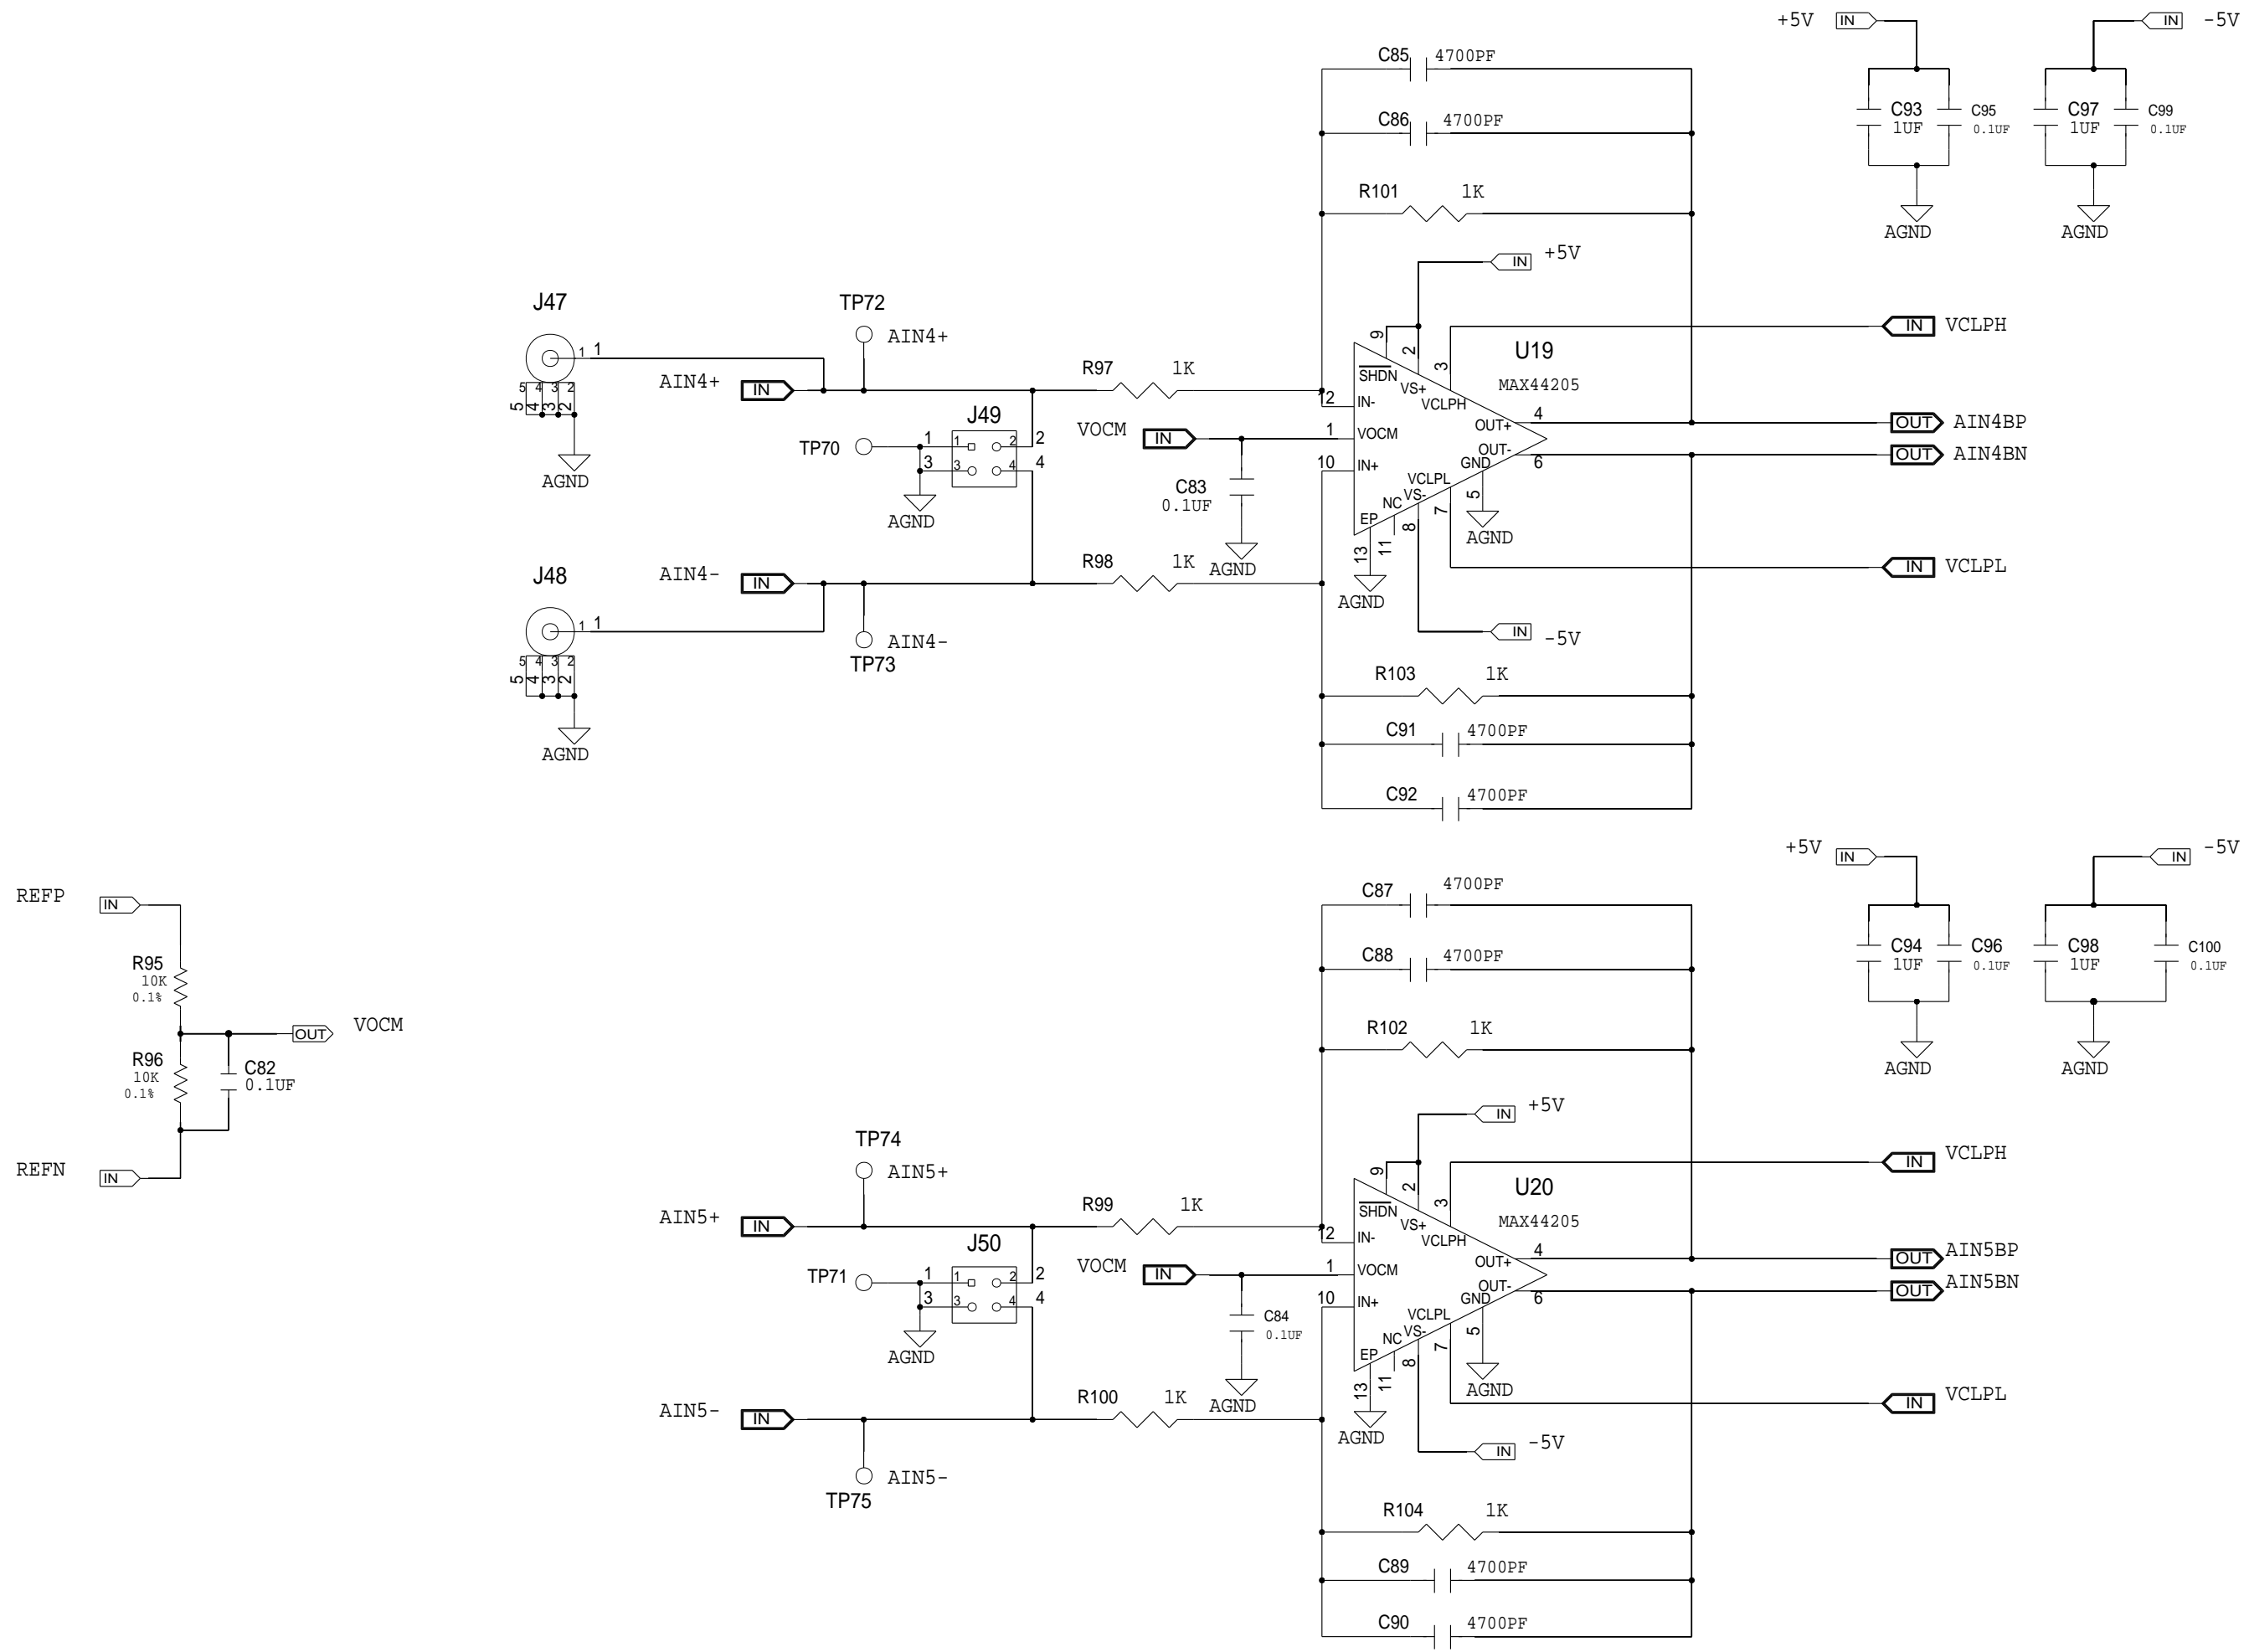 +5V IN
IN -5V
C85 4700PF
C86 4700PF
C93 1UF
C95 0.1UF
C97 1UF
C99 0.1UF
R101 1K
AGND
AGND
IN +5V
J47
1 1
5 4 3 2
5 4 3 2
AGND
TP72
AIN4+
AIN4+ IN
R97 1K
J49
TP70
1 1 2 2
3 3 4 4
AGND
VOCM IN
C83
0.1UF
AGND
U19
MAX44205
9 SHDN
2 VS+
3 VCLPH
12 IN-
1 VOCM
10 IN+
OUT+ 4
OUT- 6
GND 5
VCLPL 7
VS- 8
NC 11
EP 13
AGND
AGND
IN VCLPH
OUT AIN4BP
OUT AIN4BN
IN VCLPL
IN -5V
J48
1 1
5 4 3 2
5 4 3 2
AGND
AIN4- IN
AIN4-
TP73
R98 1K
R103 1K
C91 4700PF
C92 4700PF
REFP IN
R95
10K
0.1%
OUT VOCM
R96
10K
0.1%
C82
0.1UF
REFN IN
+5V IN
IN -5V
C87 4700PF
C88 4700PF
C94 1UF
C96 0.1UF
C98 1UF
C100 0.1UF
R102 1K
AGND
AGND
IN +5V
TP74
AIN5+
AIN5+ IN
R99 1K
J50
TP71
1 1 2 2
3 3 4 4
AGND
VOCM IN
C84
0.1UF
AGND
U20
MAX44205
9 SHDN
2 VS+
3 VCLPH
12 IN-
1 VOCM
10 IN+
OUT+ 4
OUT- 6
GND 5
VCLPL 7
VS- 8
NC 11
EP 13
AGND
AGND
IN VCLPH
OUT AIN5BP
OUT AIN5BN
IN VCLPL
IN -5V
AIN5- IN
AIN5-
TP75
R100 1K
R104 1K
C89 4700PF
C90 4700PF